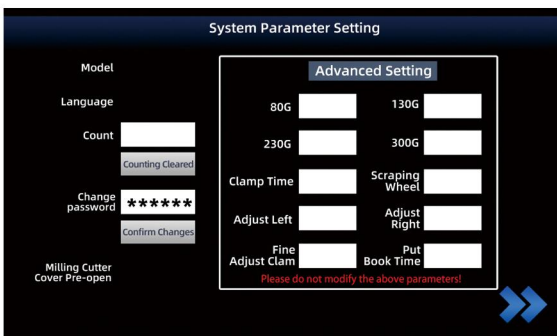 System Parameter Setting
Model
Language
Count
Counting Cleared
Change
password
******
Confirm Changes
Milling Cutter
Cover Pre-open
Advanced Setting
80G
130G
230G
300G
Clamp Time
Scraping
Wheel
Adjust Left
Adjust
Right
Fine
Adjust Clam
Put
Book Time
Please do not modify the above parameters!